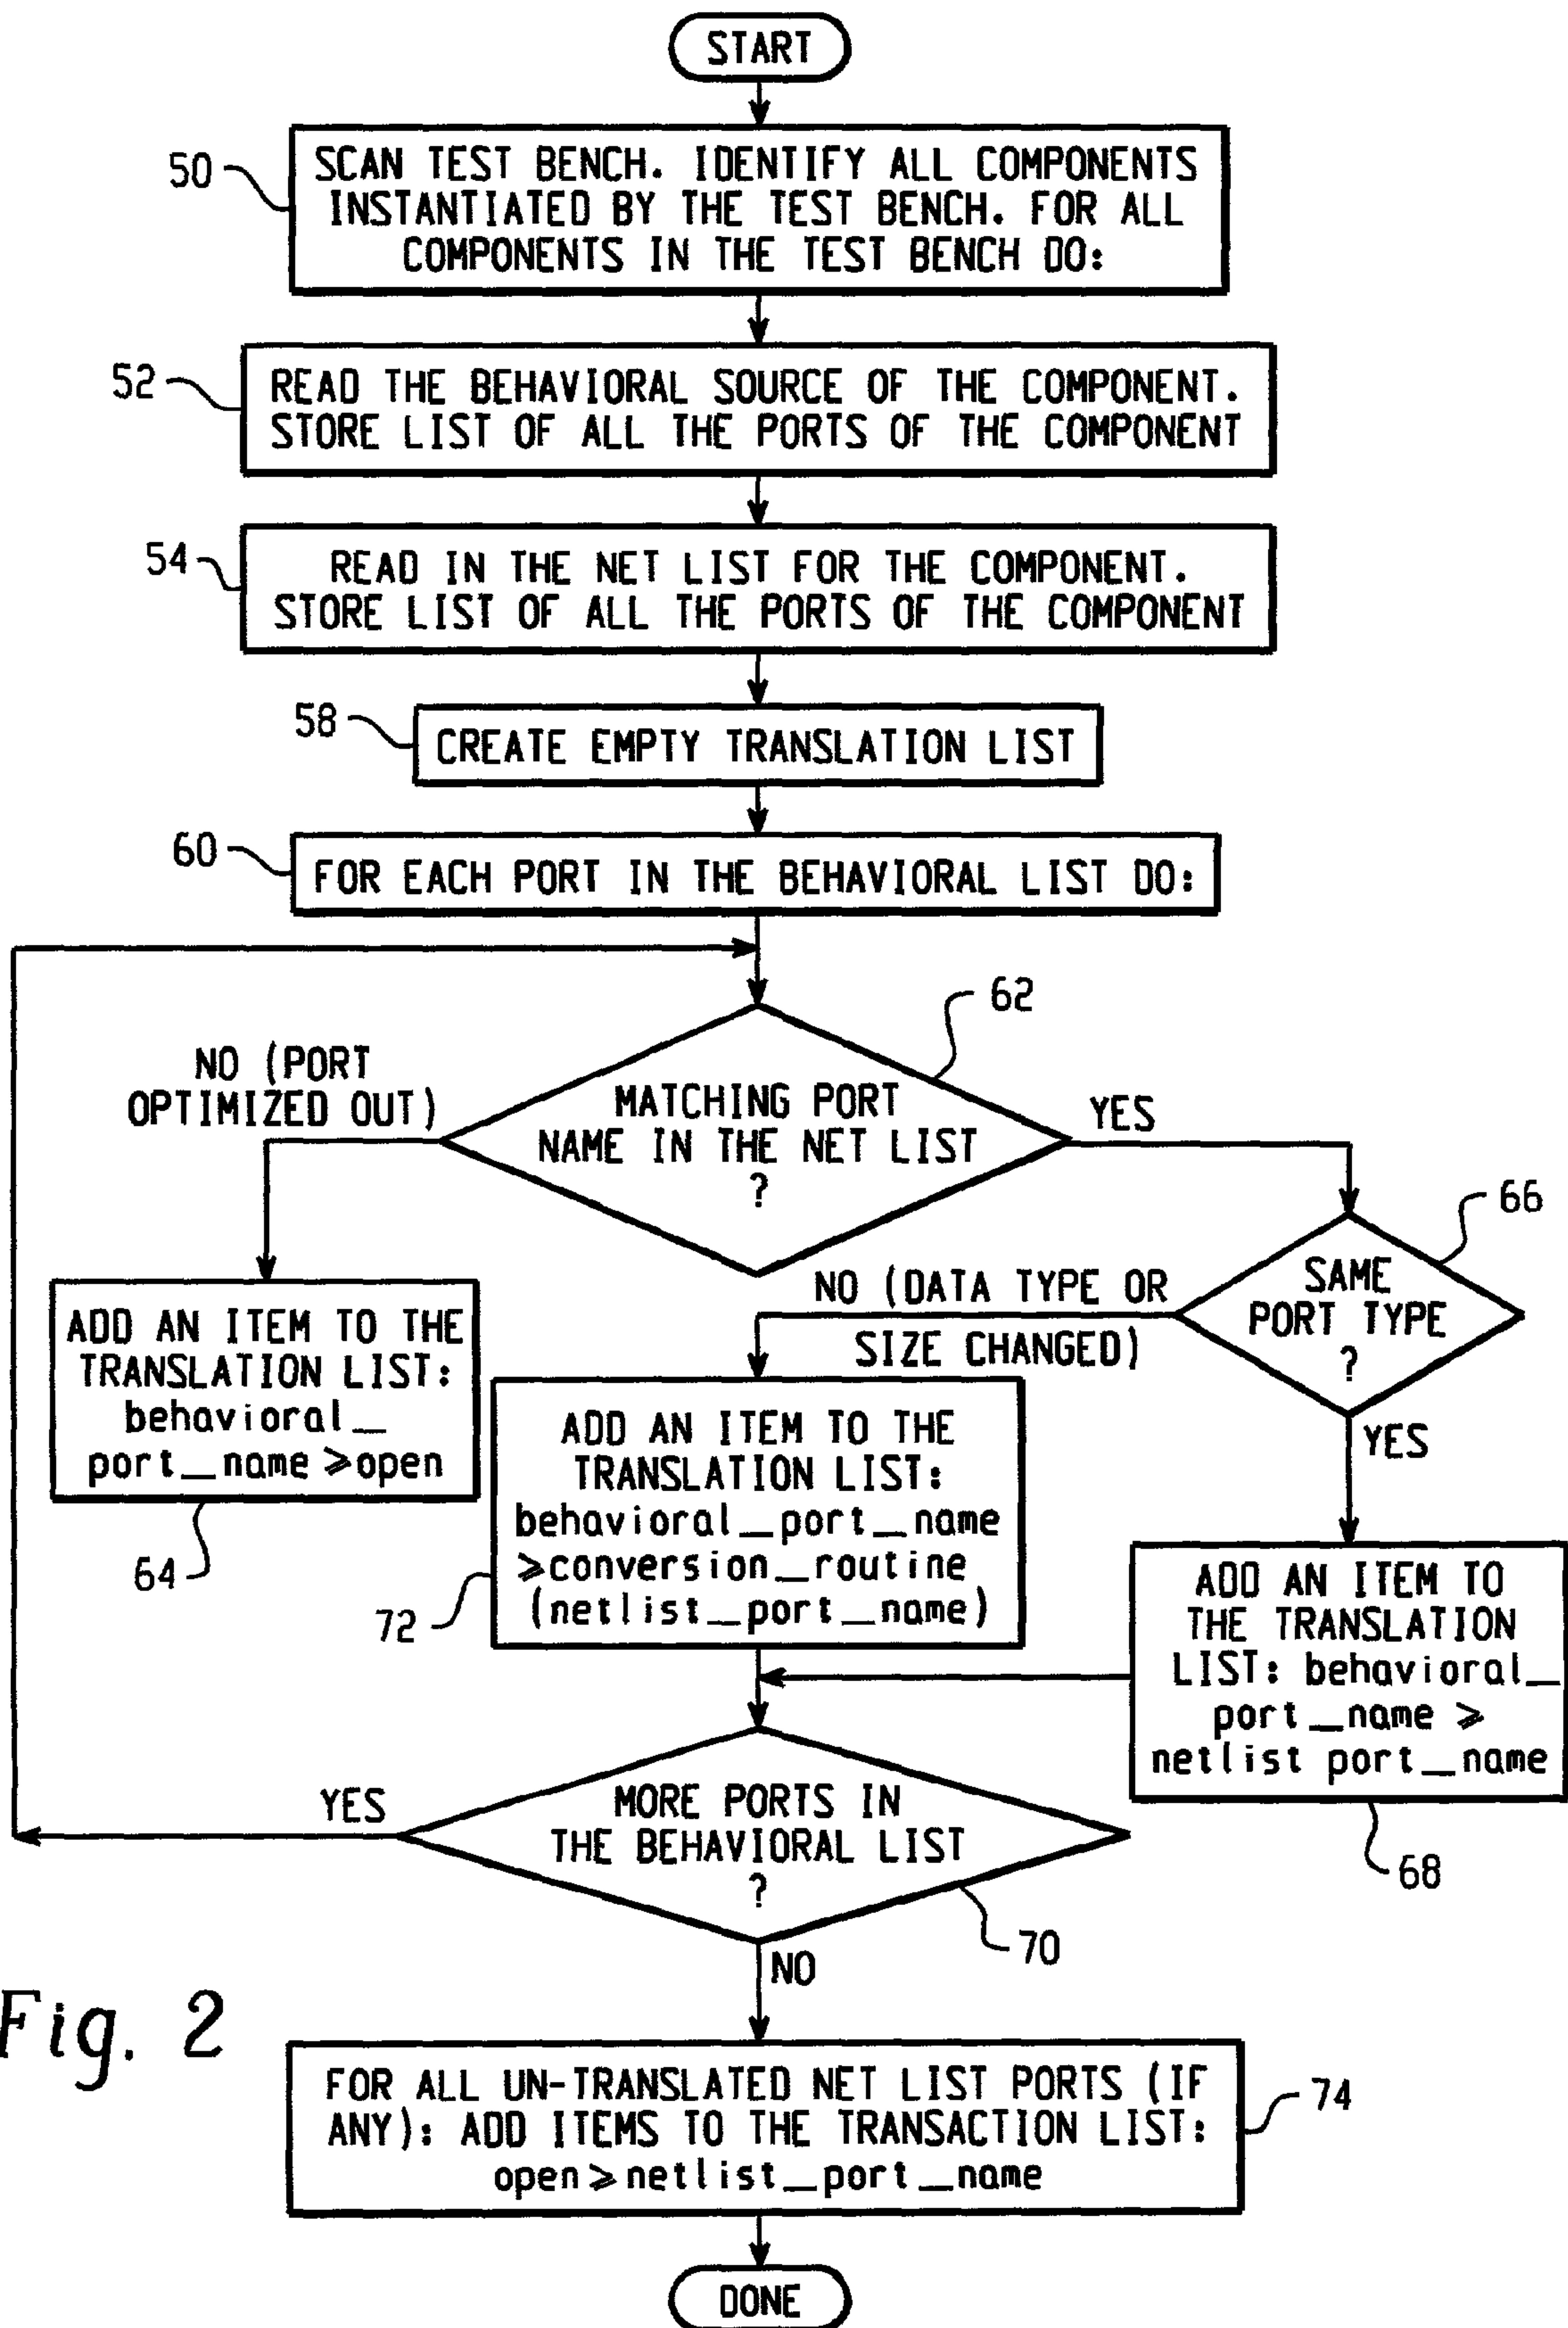 START
50
SCAN TEST BENCH. IDENTIFY ALL COMPONENTS
INSTANTIATED BY THE TEST BENCH. FOR ALL
COMPONENTS IN THE TEST BENCH DO:
52
READ THE BEHAVIORAL SOURCE OF THE COMPONENT.
STORE LIST OF ALL THE PORTS OF THE COMPONENT
54
READ IN THE NET LIST FOR THE COMPONENT.
STORE LIST OF ALL THE PORTS OF THE COMPONENT
58
CREATE EMPTY TRANSLATION LIST
60
FOR EACH PORT IN THE BEHAVIORAL LIST DO:
62
MATCHING PORT
NAME IN THE NET LIST
?
NO (PORT
OPTIMIZED OUT)
YES
66
SAME
PORT TYPE
?
NO (DATA TYPE OR
SIZE CHANGED)
YES
ADD AN ITEM TO THE
TRANSLATION LIST:
behavioral_
port_name ⩾open
64
ADD AN ITEM TO THE
TRANSLATION LIST:
behavioral_port_name
⩾conversion_routine
(netlist_port_name)
72
ADD AN ITEM TO
THE TRANSLATION
LIST: behavioral_
port_name ⩾
netlist port_name
68
MORE PORTS IN
THE BEHAVIORAL LIST
?
YES
70
NO
Fig. 2
FOR ALL UN-TRANSLATED NET LIST PORTS (IF
ANY): ADD ITEMS TO THE TRANSACTION LIST:
open⩾netlist_port_name
74
DONE